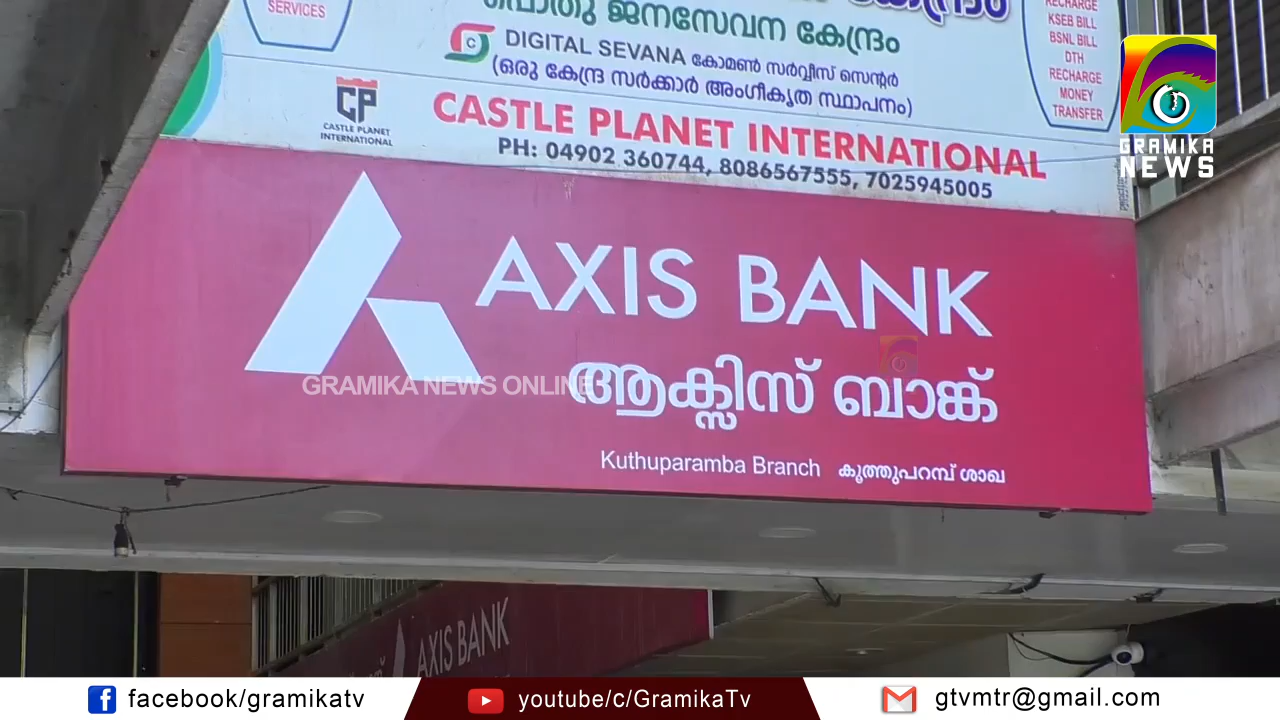 SERVICES
കേന്ദ്രം
പൊതു ജനസേവന കേന്ദ്രം
DIGITAL SEVANA കോമൺ സർവ്വീസ് സെന്റർ
(ഒരു കേന്ദ്ര സർക്കാർ അംഗീകൃത സ്ഥാപനം)
RECHARGE
KSEB BILL
BSNL BILL
DTH
RECHARGE
MONEY
TRANSFER
CP
CASTLE PLANET
INTERNATIONAL
CASTLE PLANET INTERNATIONAL
PH: 04902 360744, 8086567555, 7025945005
GRAMIKA
NEWS
AXIS BANK
ആക്സിസ് ബാങ്ക്
GRAMIKA NEWS ONLINE
Kuthuparamba Branch കൂത്തുപറമ്പ് ശാഖ
AXIS BANK
facebook/gramikatv
youtube/c/GramikaTv
gtvmtr@gmail.com